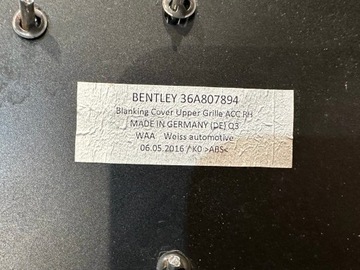 BENTLEY 36A807894
Blanking Cover Upper Grille ACC RH
MADE IN GERMANY (DE) Q3
WAA Weiss automotive
06.05.2016 /*K0 >ABS<